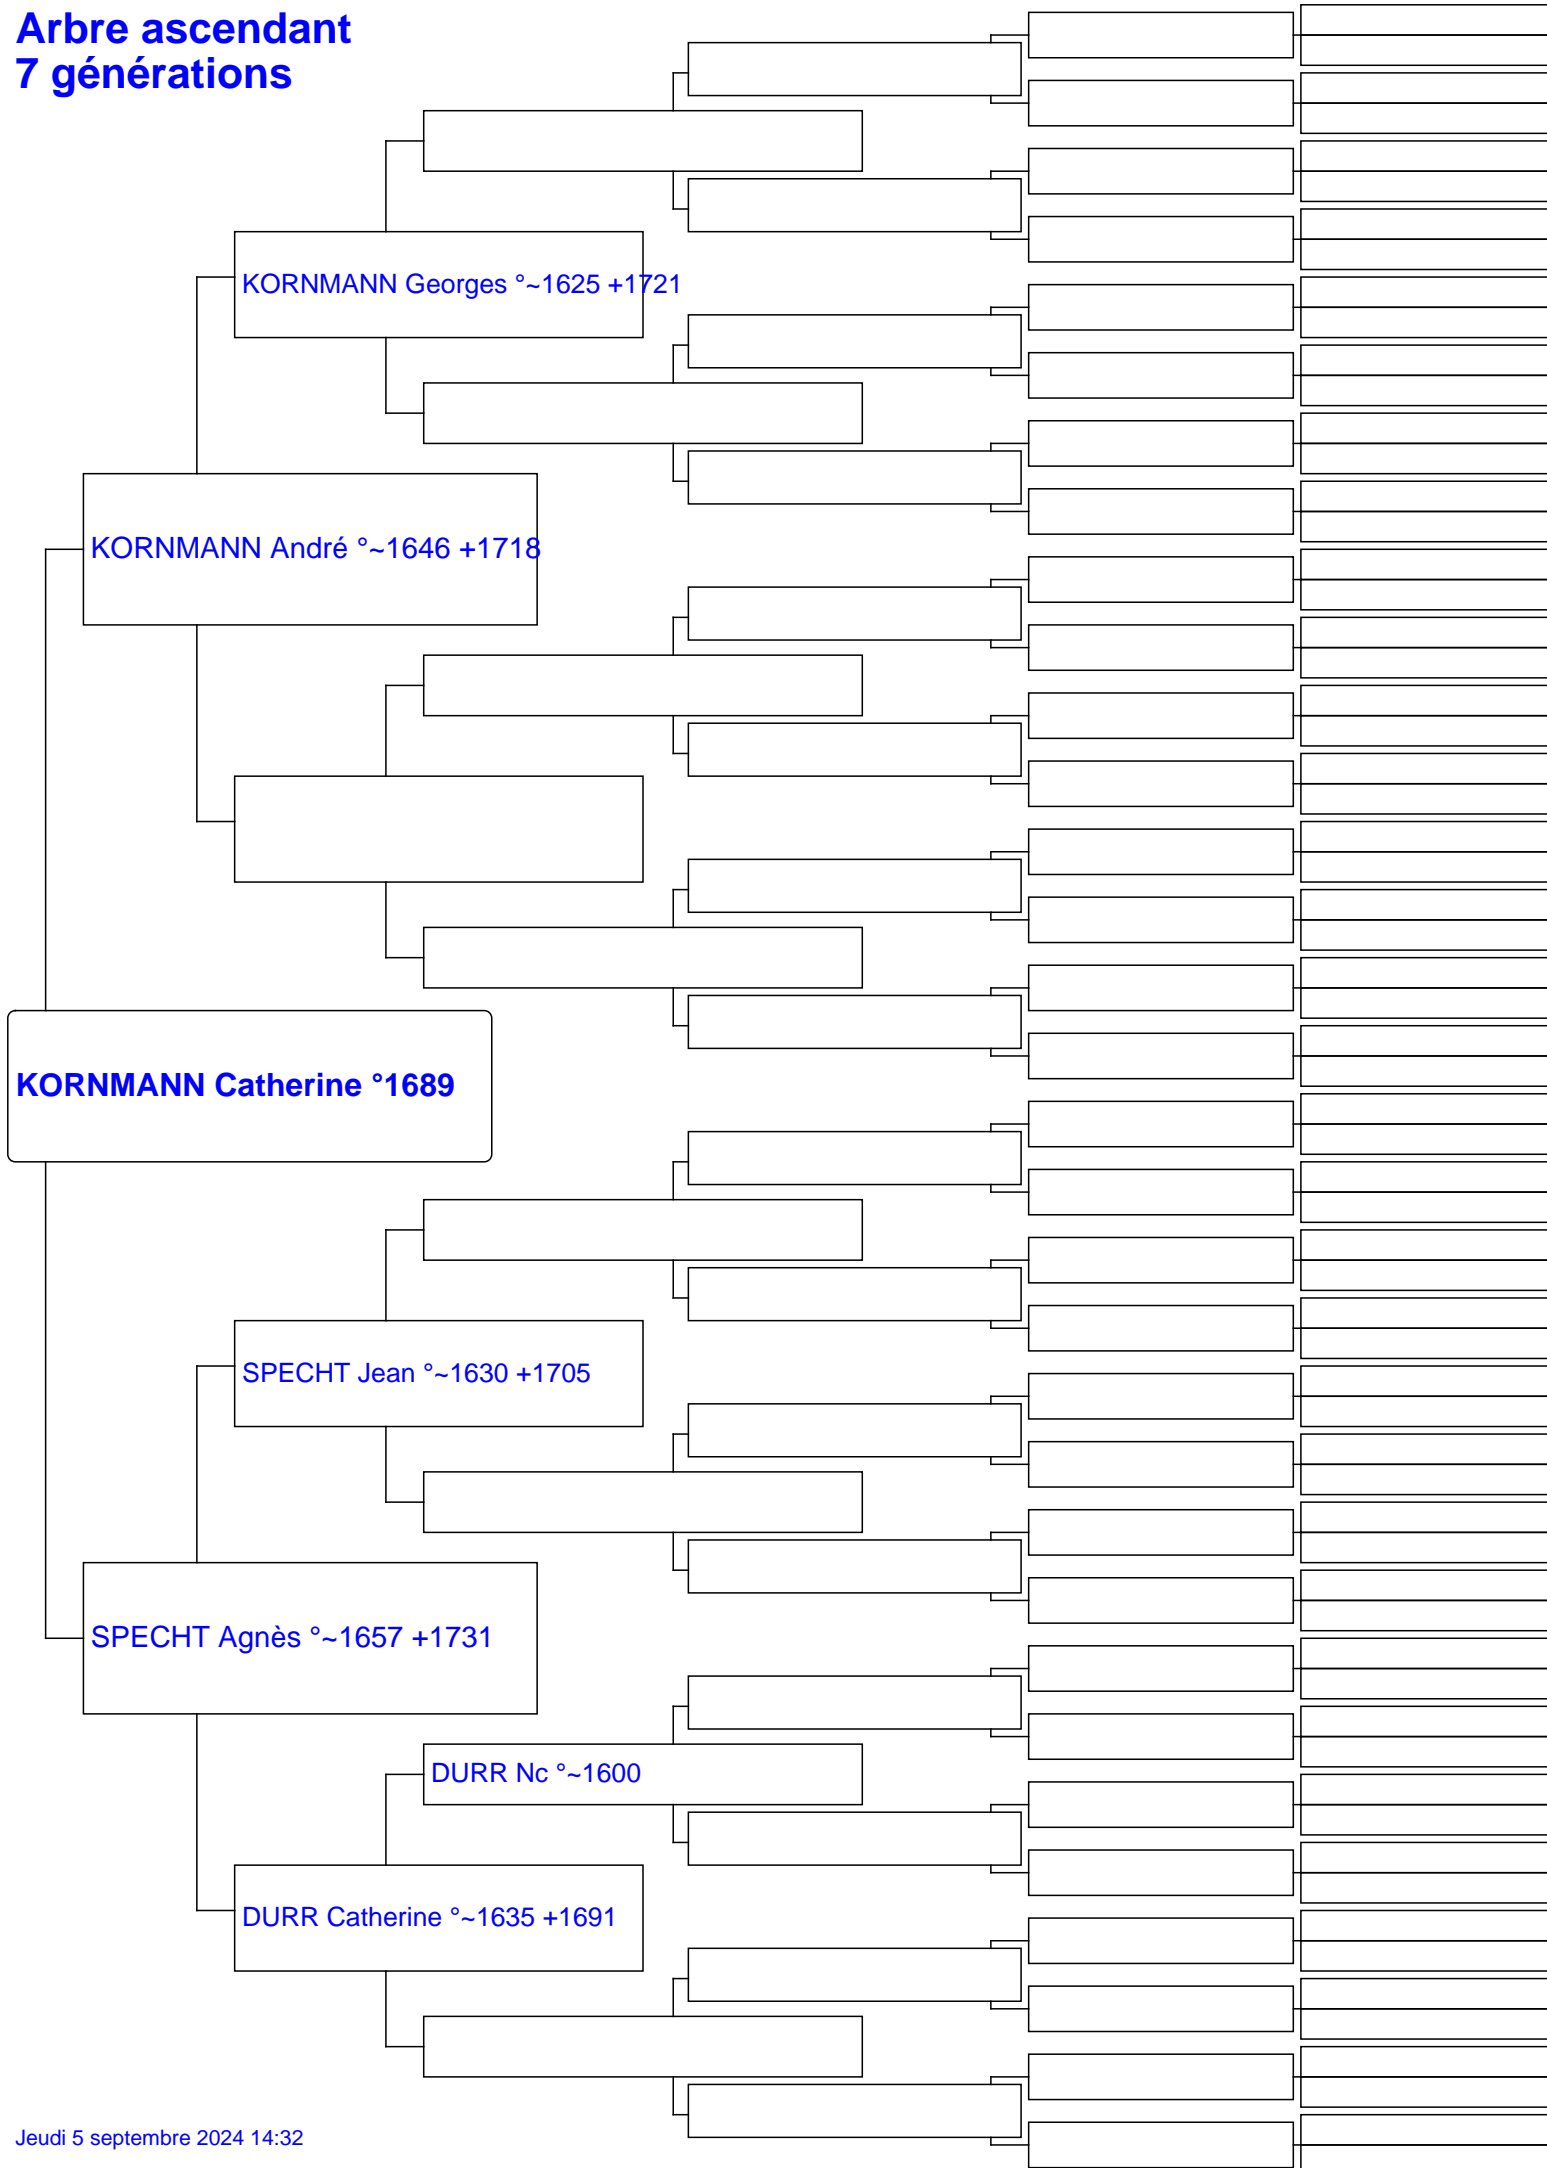 Arbre ascendant
7 générations
KORNMANN Georges °~1625 +1721
KORNMANN André °~1646 +1718
KORNMANN Catherine °1689
SPECHT Jean °~1630 +1705
SPECHT Agnès °~1657 +1731
DURR Nc °~1600
DURR Catherine °~1635 +1691
Jeudi 5 septembre 2024 14:32